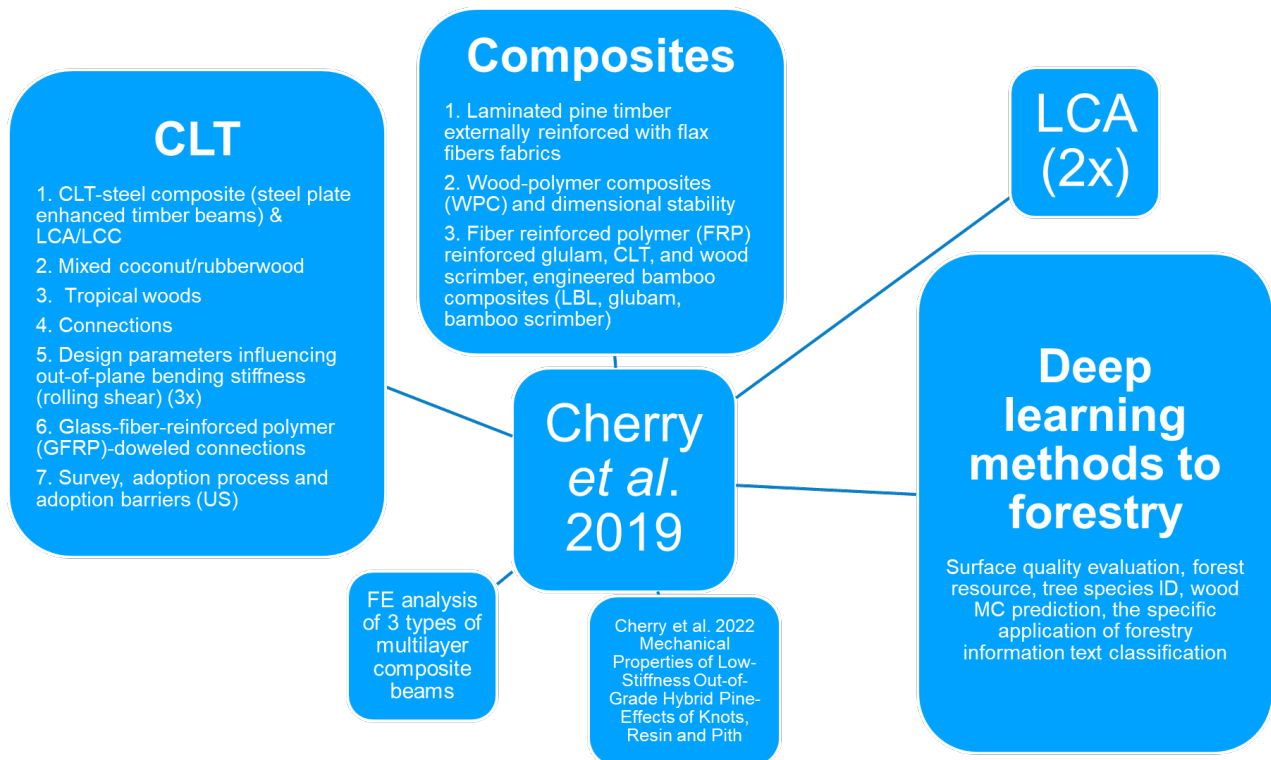 CLT
1. CLT-steel composite (steel plate
enhanced timber beams) &
LCA/LCC
2. Mixed coconut/rubberwood
3.  Tropical woods
4. Connections
5. Design parameters influencing
out-of-plane bending stiffness
(rolling shear) (3x)
6. Glass-fiber-reinforced polymer
(GFRP)-doweled connections
7. Survey, adoption process and
adoption barriers (US)
Composites
1. Laminated pine timber
externally reinforced with flax
fibers fabrics
2. Wood-polymer composites
(WPC) and dimensional stability
3. Fiber reinforced polymer (FRP)
reinforced glulam, CLT, and wood
scrimber, engineered bamboo
composites (LBL, glubam,
bamboo scrimber)
LCA
(2x)
Cherry
et al.
2019
Deep
learning
methods to
forestry
Surface quality evaluation, forest
resource, tree species ID, wood
MC prediction, the specific
application of forestry
information text classification
FE analysis
of 3 types of
multilayer
composite
beams
Cherry et al. 2022
Mechanical
Properties of Low-
Stiffness Out-of-
Grade Hybrid Pine-
Effects of Knots,
Resin and Pith